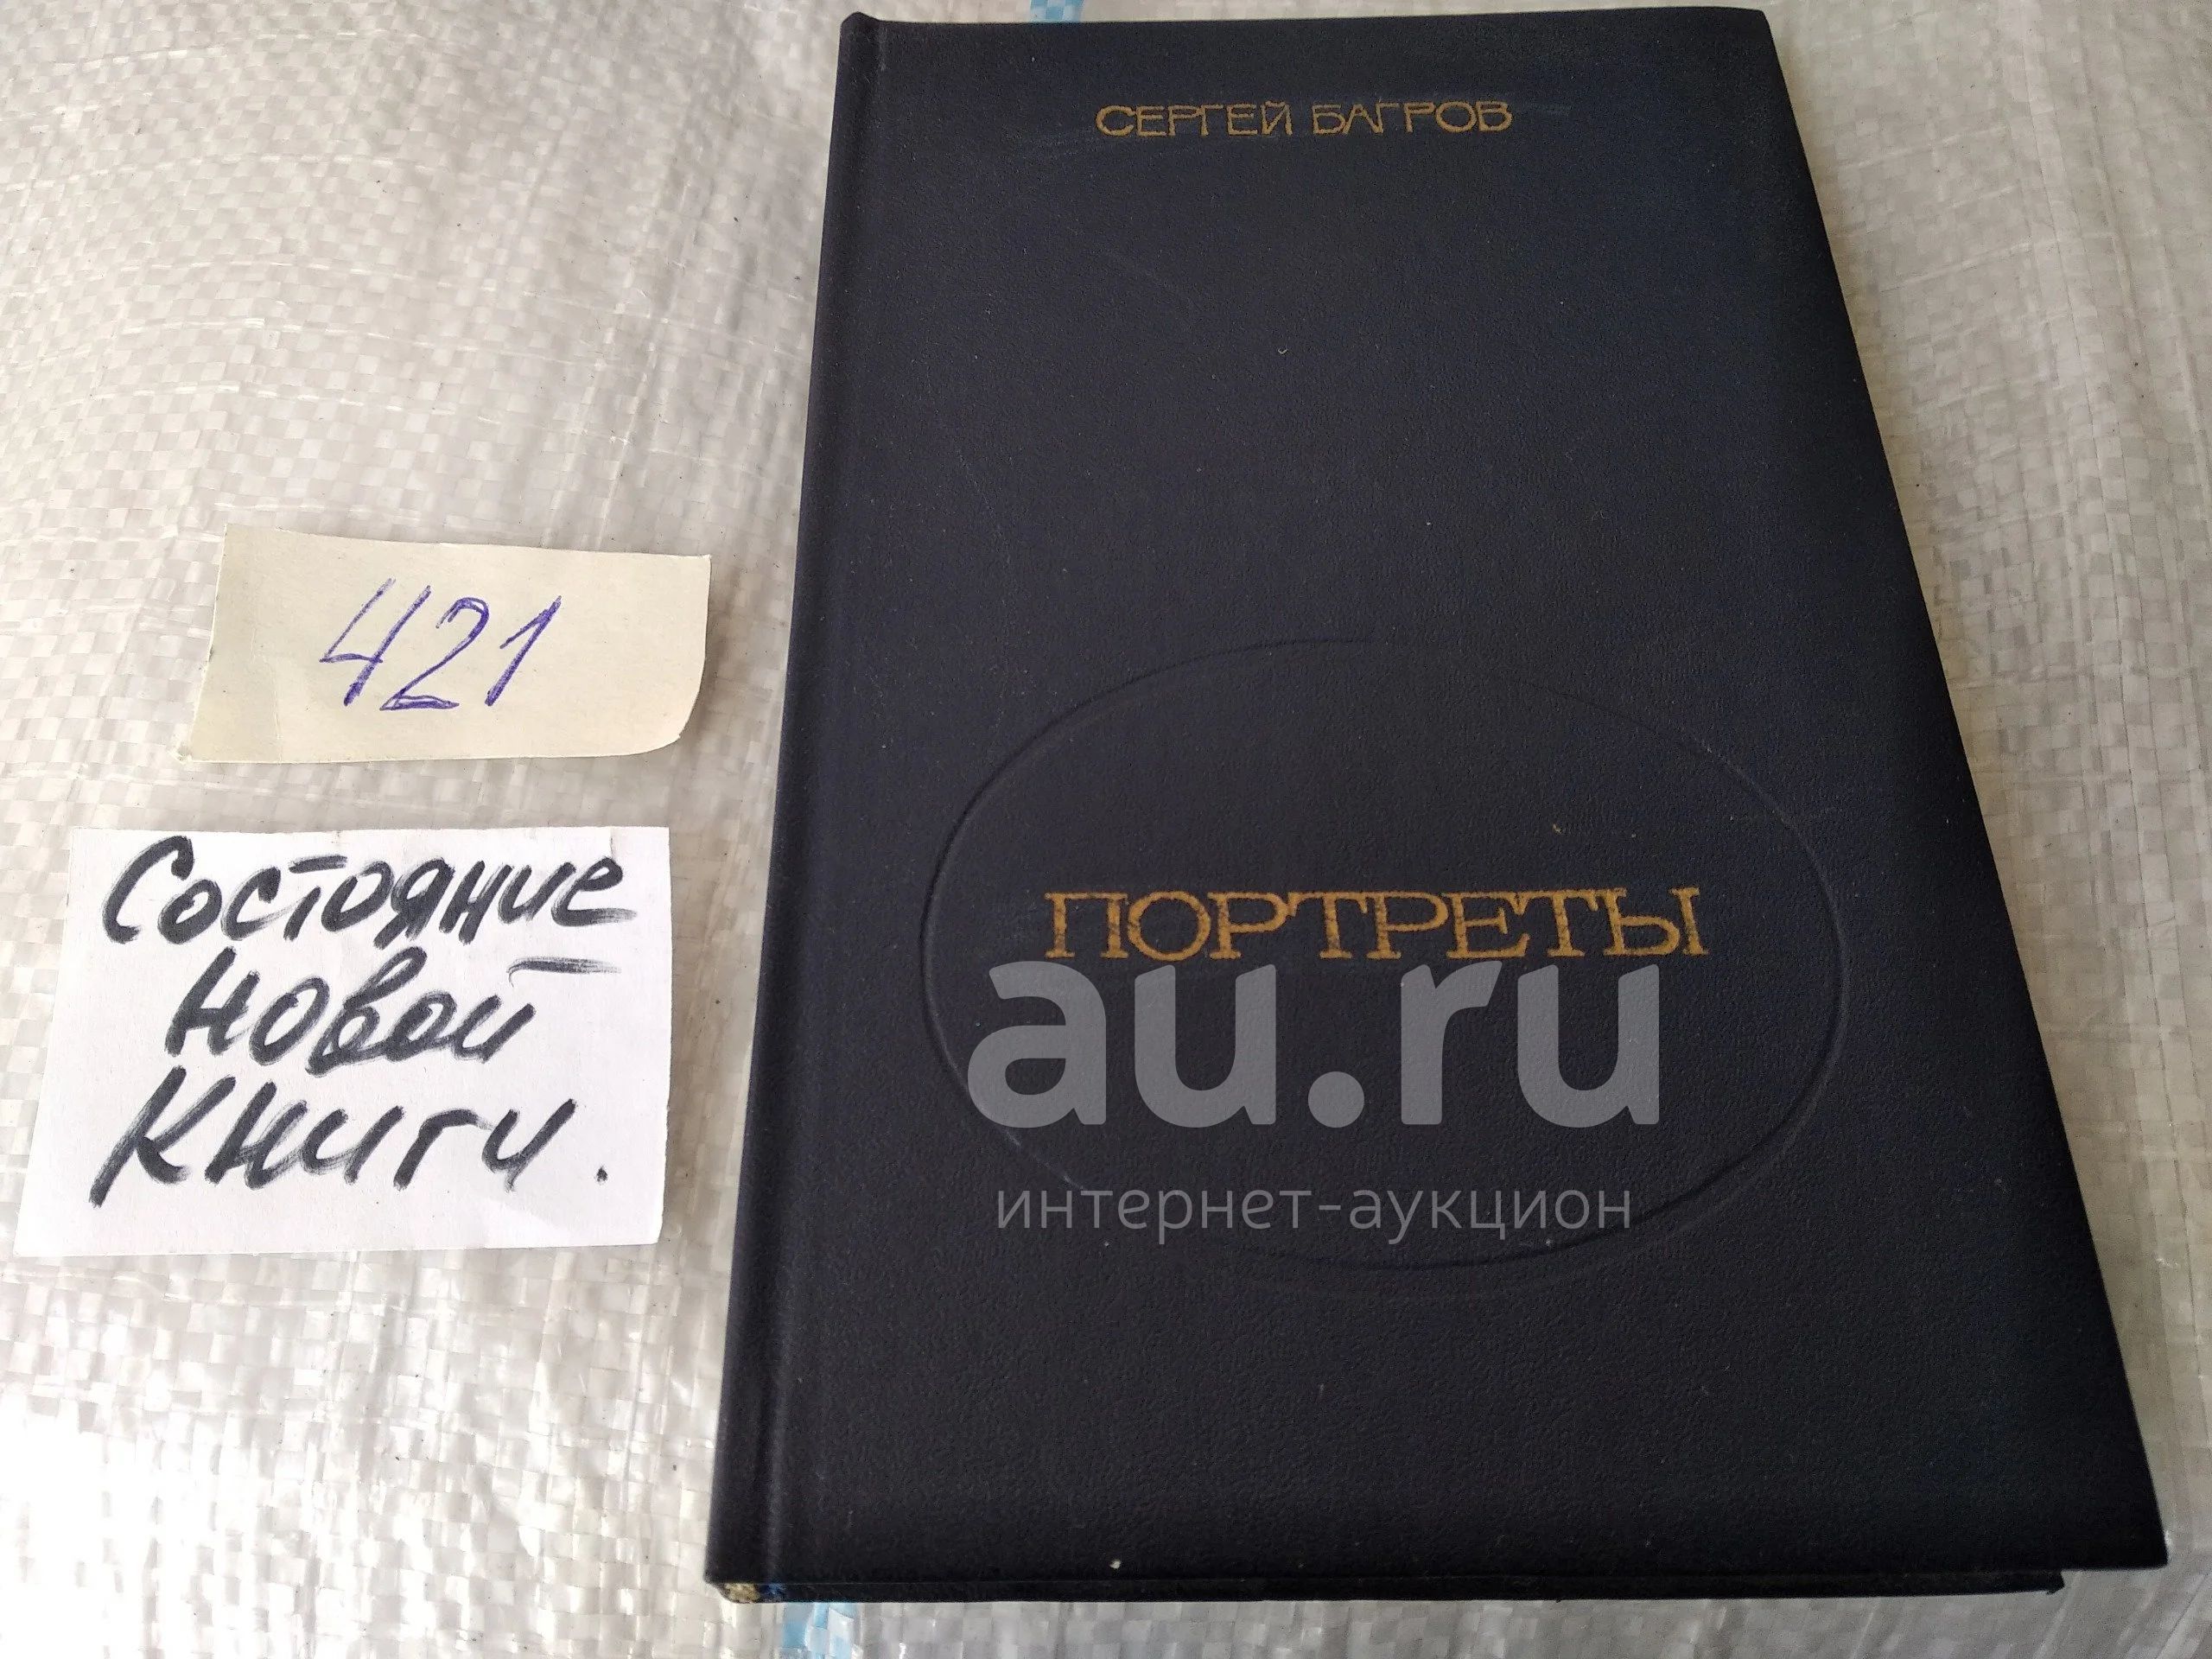 СЕРГЕЙ БАГРОВ
421
Состояние
новой
книги.
ПОРТРЕТЫ
au.ru
интернет-аукцион